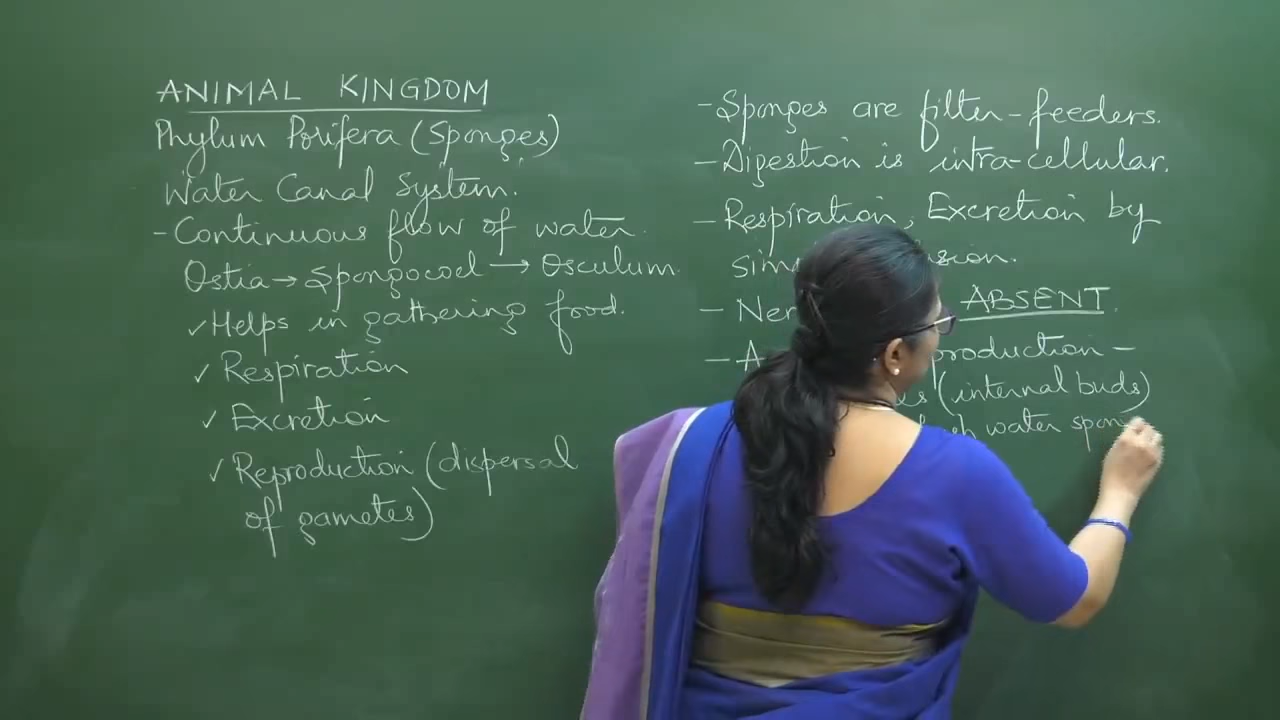 ANIMAL KINGDOM
Phylum Porifera (Sponges)
Water Canal System.
- Continuous flow of water.
Ostia → Spongocoel → Osculum.
✓ Helps in gathering food.
✓ Respiration
✓ Excretion
✓ Reproduction (dispersal
of gametes)
- Sponges are filter-feeders.
- Digestion is intra-cellular.
- Respiration, Excretion by
- ABSENT.
- (internal buds)
water